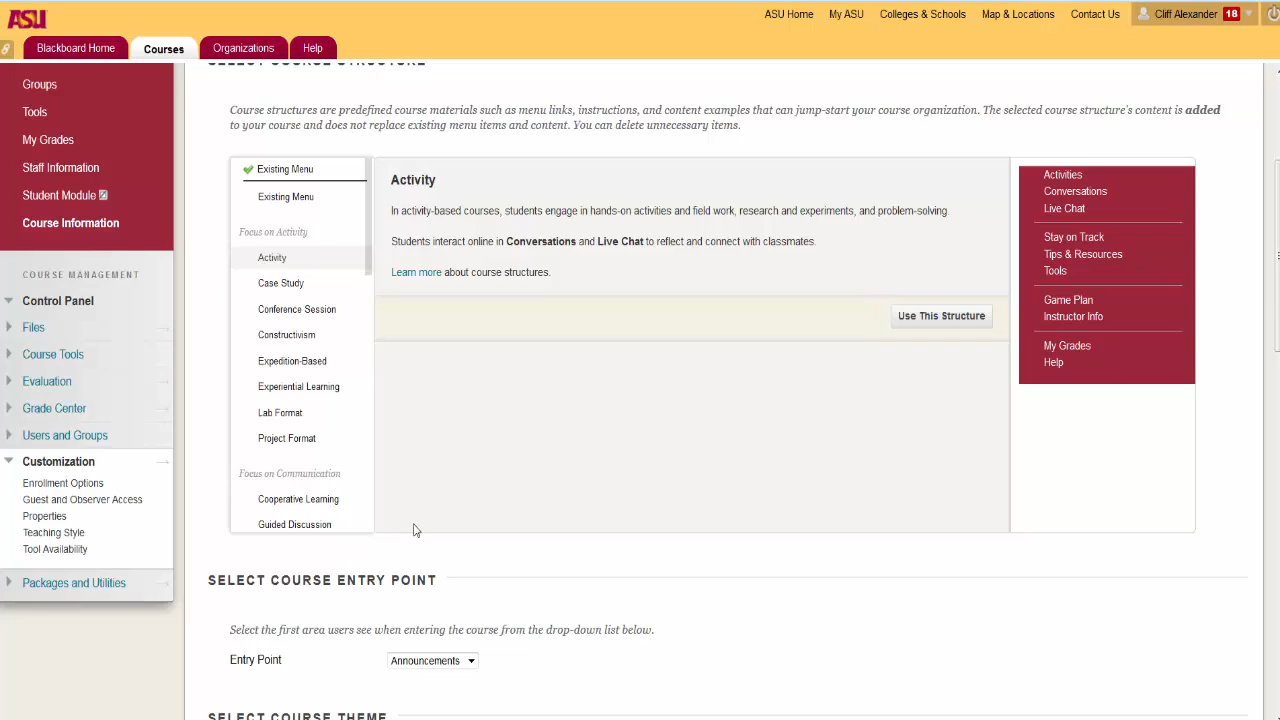 ASU
ASU Home
My ASU
Colleges & Schools
Map & Locations
Contact Us
Cliff Alexander 18
Blackboard Home
Courses
Organizations
Help
Groups
Tools
My Grades
Staff Information
Student Module
Course Information
COURSE MANAGEMENT
Control Panel
Files
Course Tools
Evaluation
Grade Center
Users and Groups
Customization
Enrollment Options
Guest and Observer Access
Properties
Teaching Style
Tool Availability
Packages and Utilities
SELECT COURSE STRUCTURE
Course structures are predefined course materials such as menu links, instructions, and content examples that can jump-start your course organization. The selected course structure's content is added
to your course and does not replace existing menu items and content. You can delete unnecessary items.
Existing Menu
Existing Menu
Focus on Activity
Activity
Case Study
Conference Session
Constructivism
Expedition-Based
Experiential Learning
Lab Format
Project Format
Focus on Communication
Cooperative Learning
Guided Discussion
Activity
In activity-based courses, students engage in hands-on activities and field work, research and experiments, and problem-solving.
Students interact online in Conversations and Live Chat to reflect and connect with classmates.
Learn more about course structures.
Use This Structure
Activities
Conversations
Live Chat
Stay on Track
Tips & Resources
Tools
Game Plan
Instructor Info
My Grades
Help
SELECT COURSE ENTRY POINT
Select the first area users see when entering the course from the drop-down list below.
Entry Point
Announcements
SELECT COURSE THEME